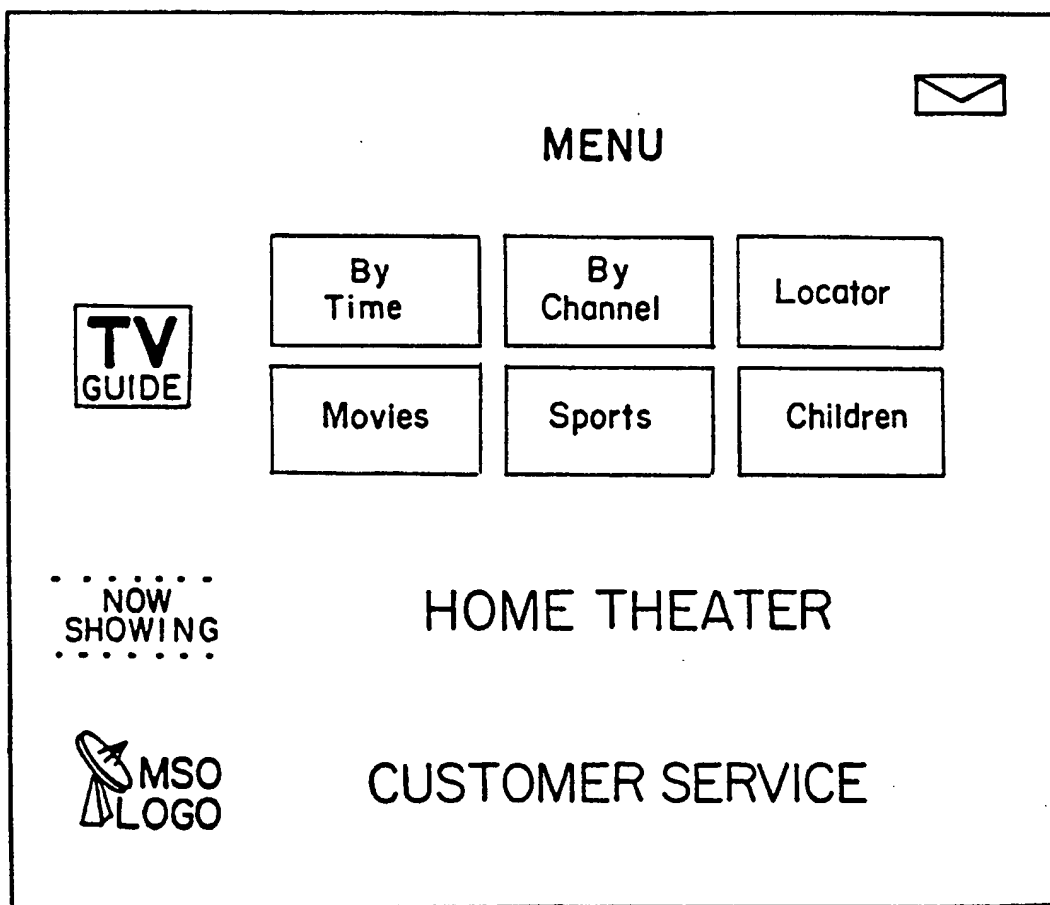 MENU
By
Time
By
Channel
Locator
TV
GUIDE
Movies
Sports
Children
NOW
SHOWING
HOME THEATER
MSO
LOGO
CUSTOMER SERVICE